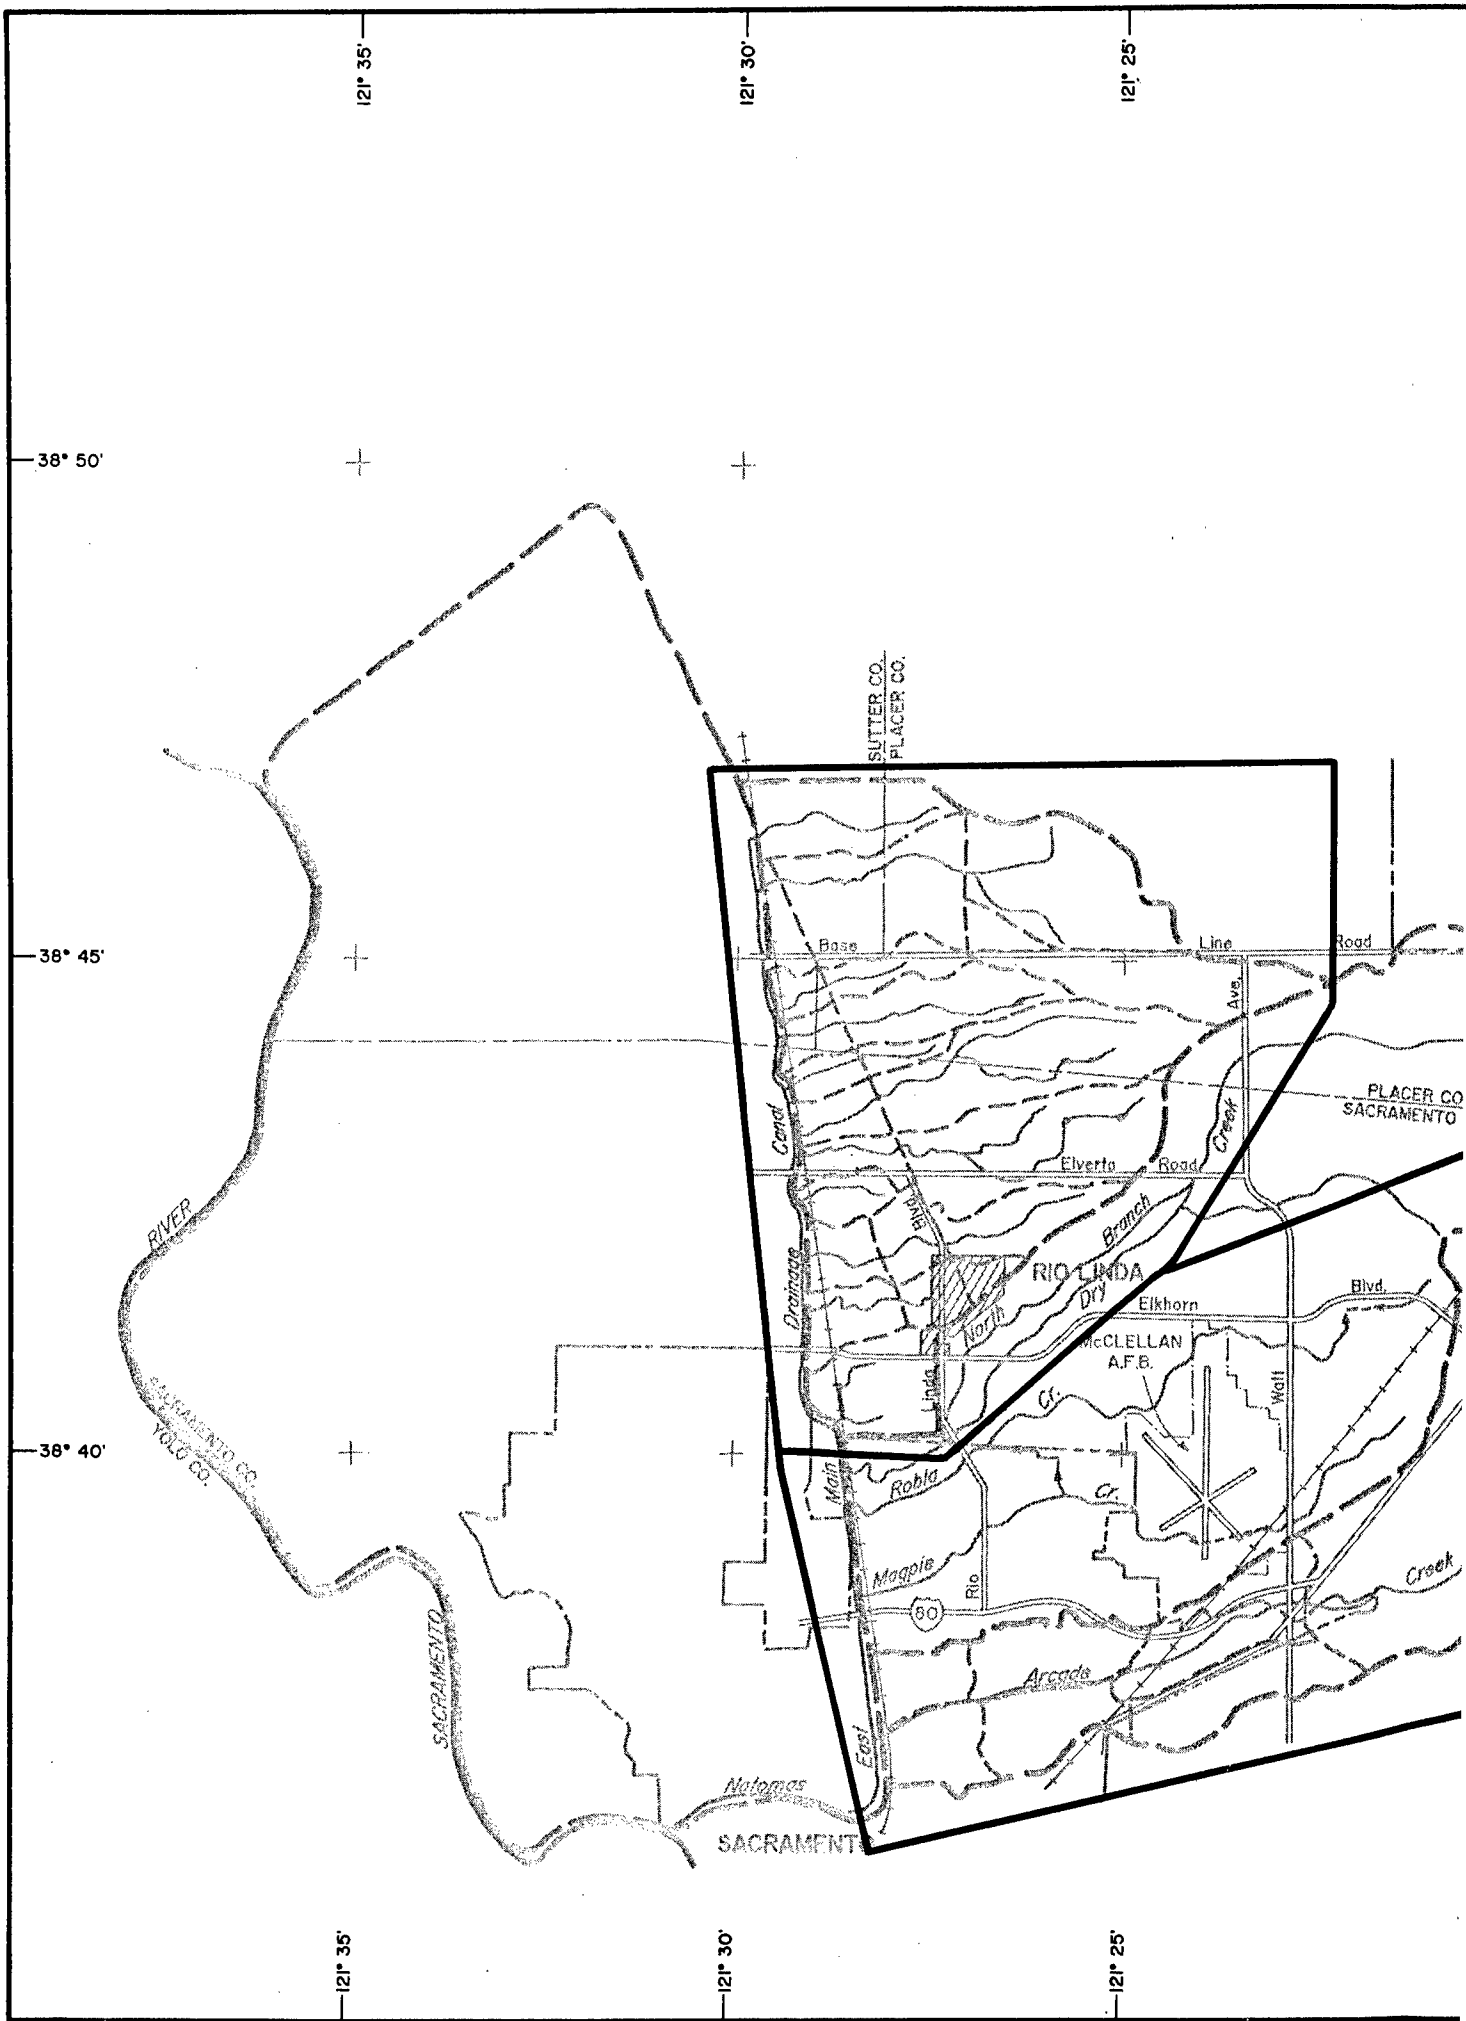 121° 35'
121° 30'
121° 25'
38° 50'
SUTTER CO.
PLACER CO.
38° 45'
Base
Line
Road
Ave.
Canal
PLACER CO
SACRAMENTO
Creek
Elverta
Road
RIVER
Blvd.
Branch
Drainage
RIO LINDA
Dry
North
Elkhorn
Blvd.
McCLELLAN
A.F.B.
Linda
Cr.
Watt
SACRAMENTO CO.
YOLO CO.
38° 40'
Main
Robla
Cr.
Magpie
Rio
80
Creek
Arcade
SACRAMENTO
East
Natomas
SACRAMENTO
121° 35'
121° 30'
121° 25'